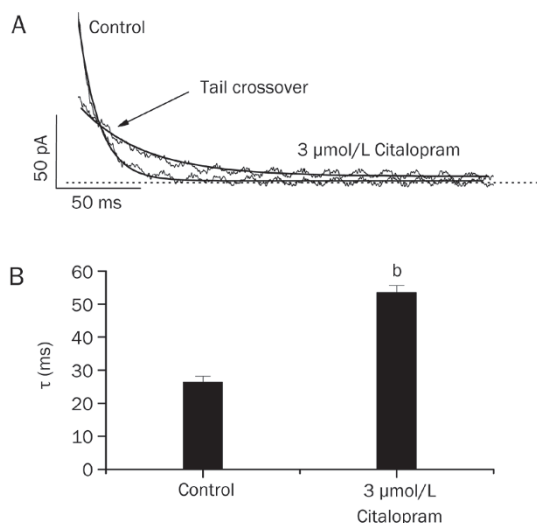 A
Control
Tail crossover
3 µmol/L Citalopram
50 pA
50 ms
B
b
60
50
40
30
20
10
0
τ (ms)
Control
3 µmol/L
Citalopram